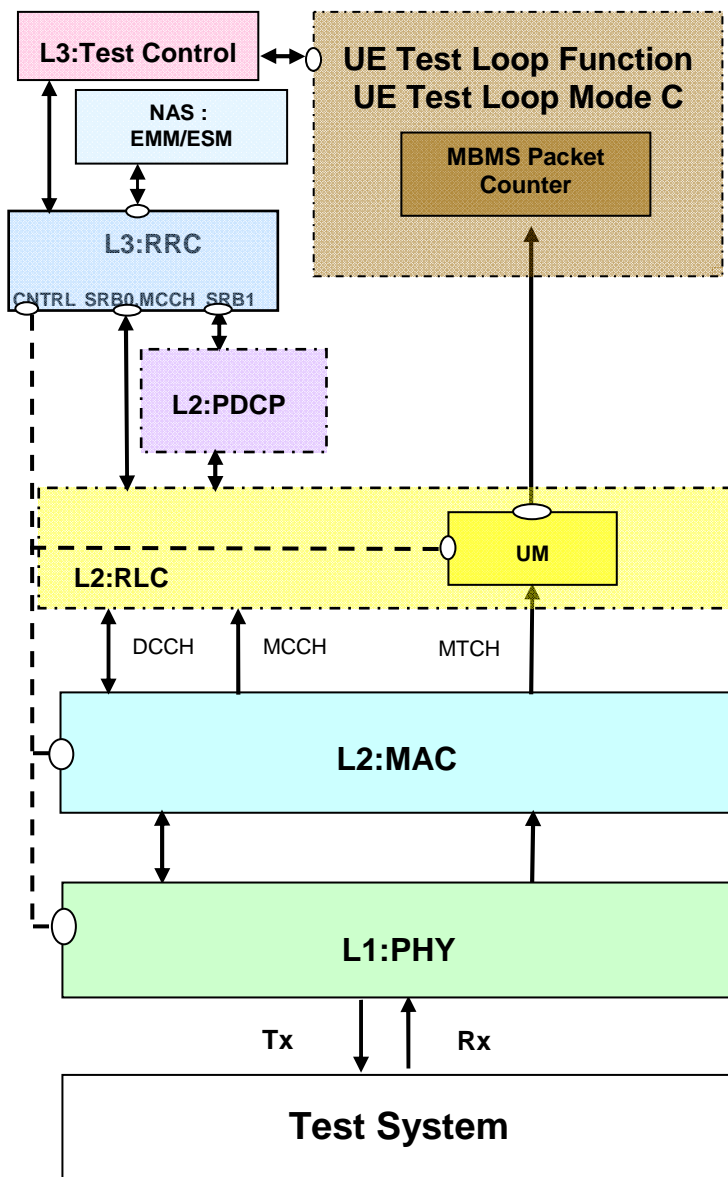 L3:Test Control
UE Test Loop Function
UE Test Loop Mode C
NAS :
EMM/ESM
MBMS Packet
Counter
L3:RRC
CNTRL SRB0,MCCH SRB1
L2:PDCP
UM
L2:RLC
DCCH MCCH MTCH
L2:MAC
L1:PHY
Tx Rx
Test System